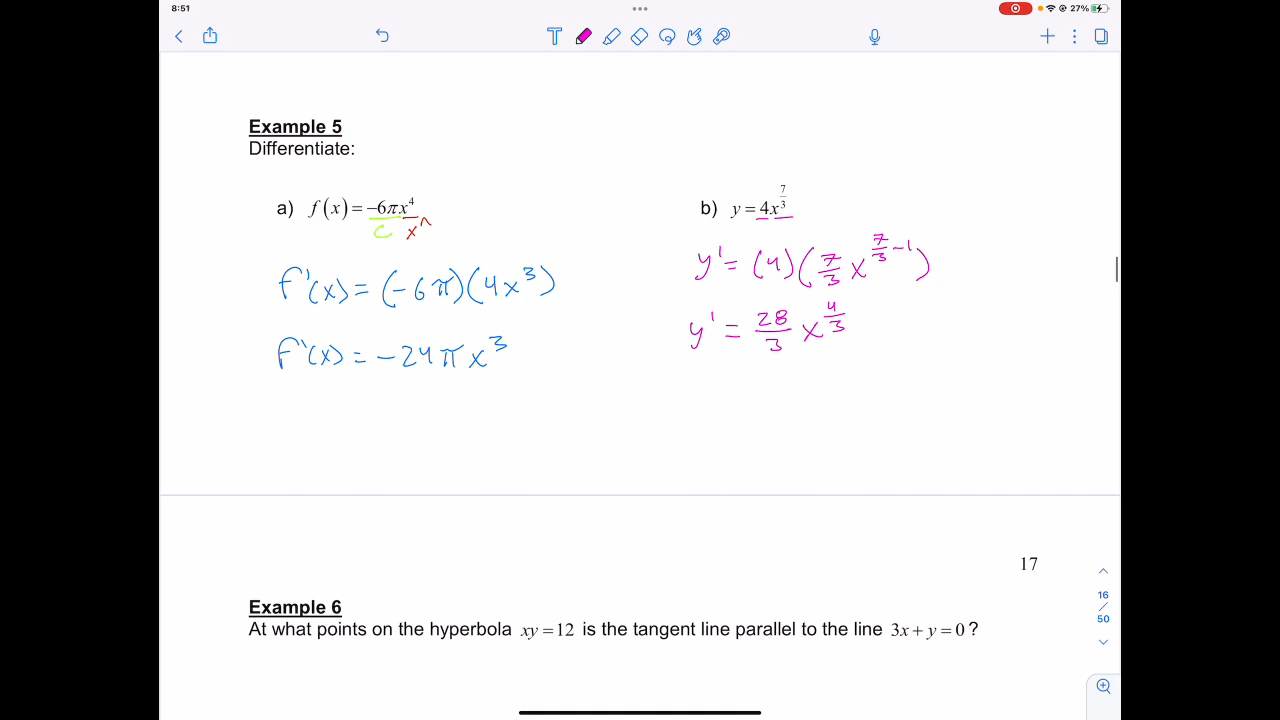 8:51
27%
T
Example 5
Differentiate:
a) f(x) = −6πx⁴
c xⁿ
f'(x) = (−6π)(4x³)
f'(x) = −24πx³
b) y = 4x^(7/3)
y' = (4)(7/3 x^(7/3 −1))
y' = 28/3 x^(4/3)
17
16
/
50
Example 6
At what points on the hyperbola xy = 12 is the tangent line parallel to the line 3x + y = 0 ?